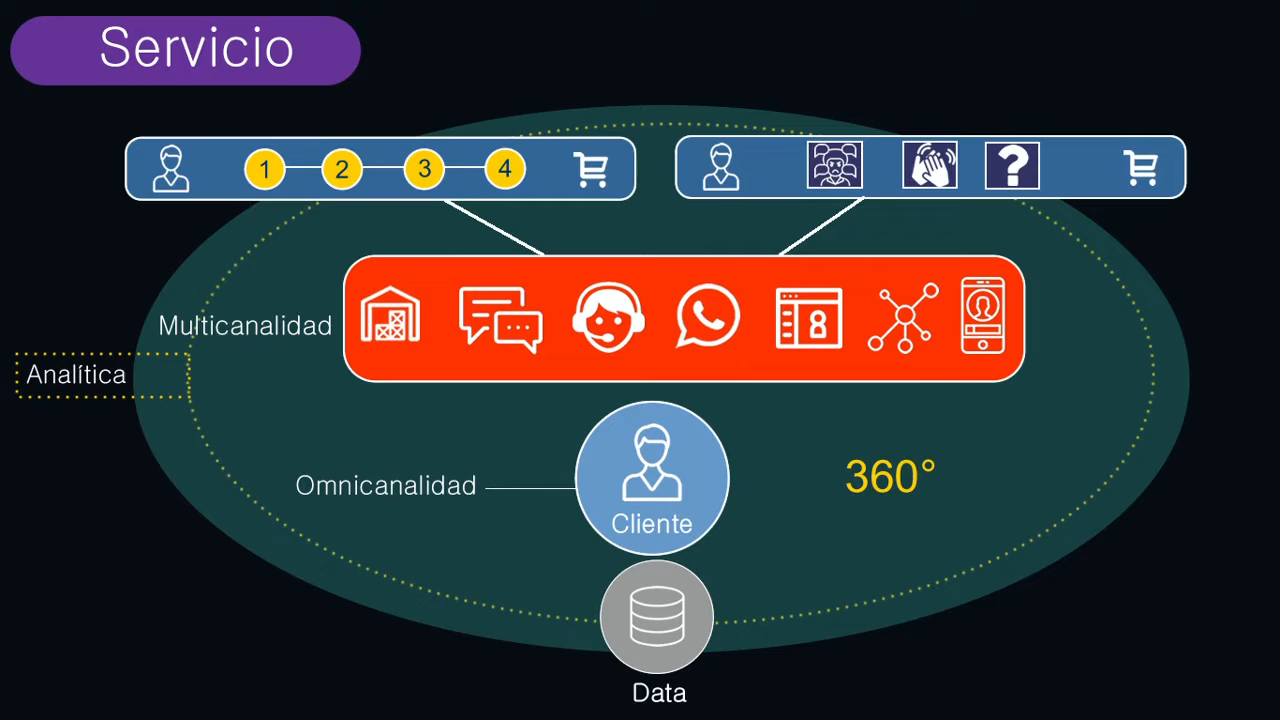 Servicio
1 2 3 4
?
Multicanalidad
Analítica
Omnicanalidad
360°
Cliente
Data